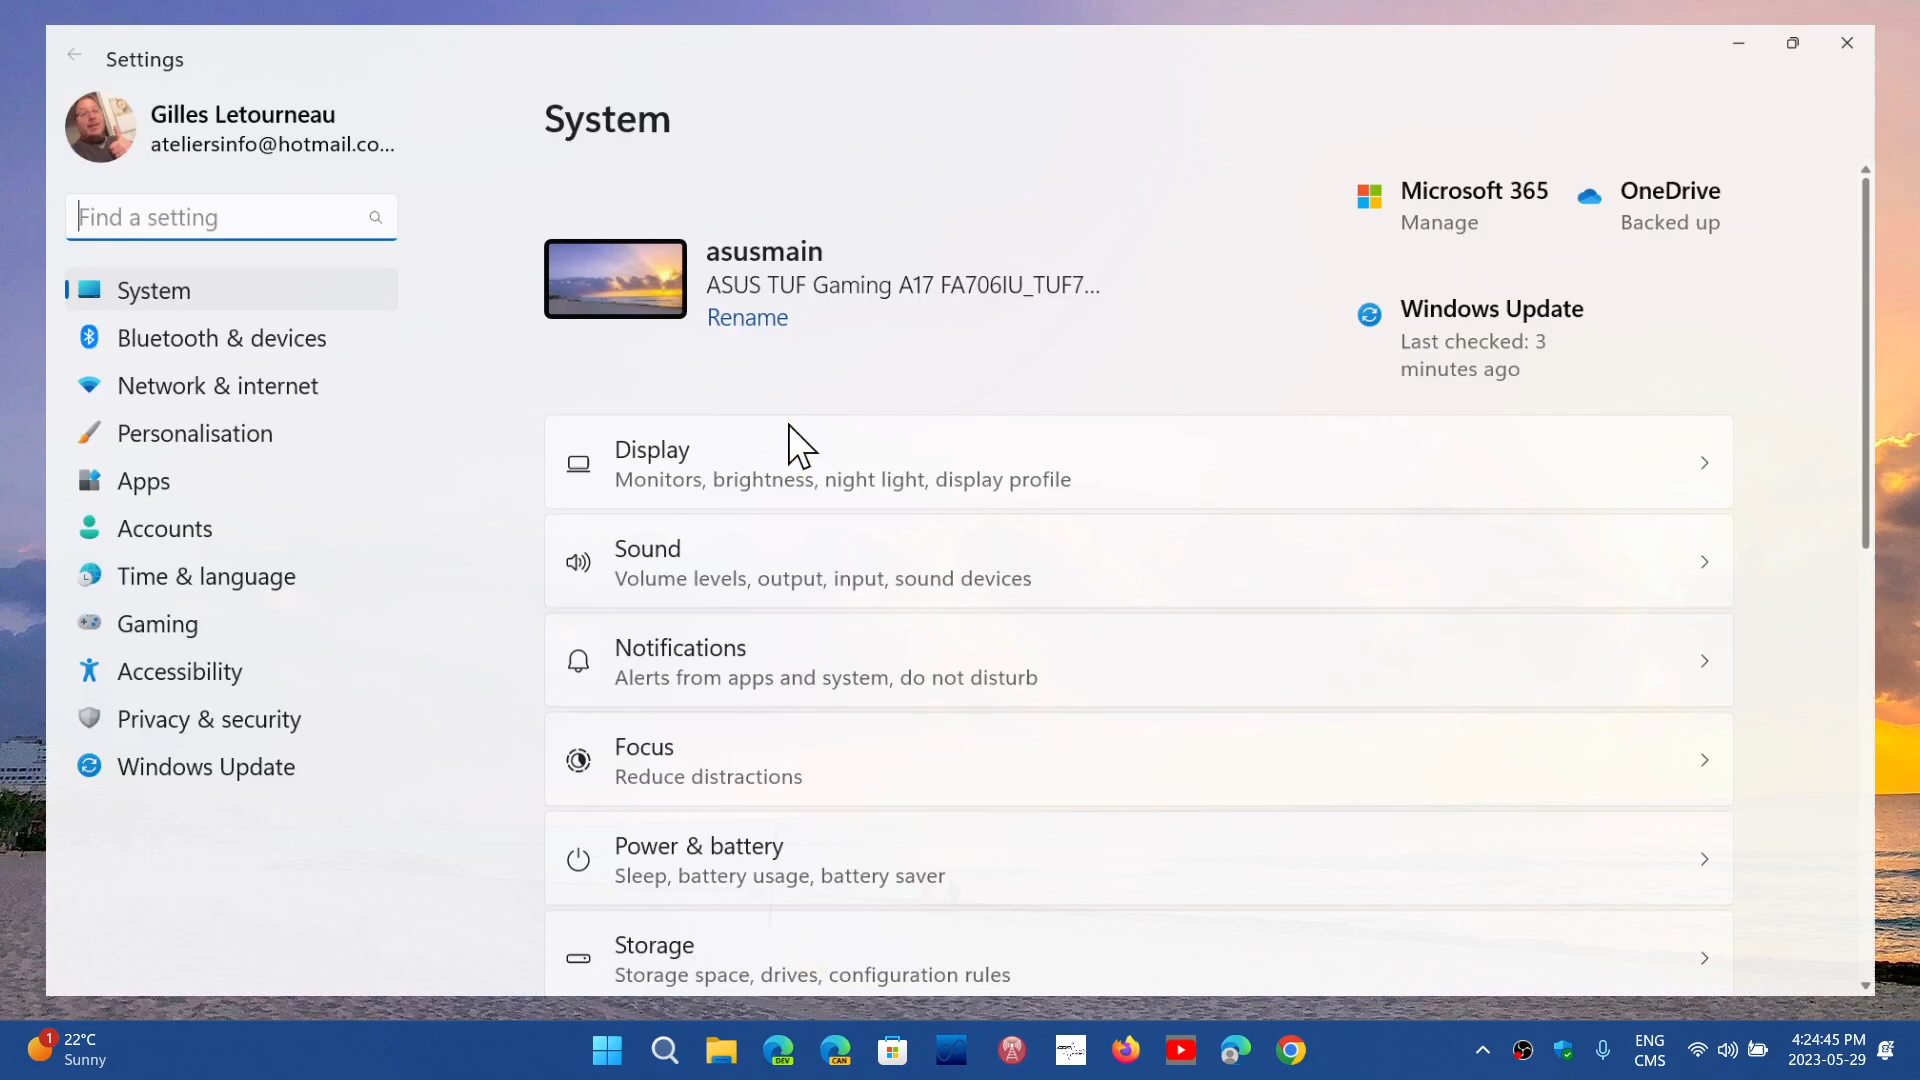 Settings
Gilles Letourneau
ateliersinfo@hotmail.co...
Find a setting
System
Bluetooth & devices
Network & internet
Personalisation
Apps
Accounts
Time & language
Gaming
Accessibility
Privacy & security
Windows Update
System
asusmain
ASUS TUF Gaming A17 FA706IU_TUF7...
Rename
Microsoft 365
Manage
OneDrive
Backed up
Windows Update
Last checked: 3
minutes ago
Display
Monitors, brightness, night light, display profile
Sound
Volume levels, output, input, sound devices
Notifications
Alerts from apps and system, do not disturb
Focus
Reduce distractions
Power & battery
Sleep, battery usage, battery saver
Storage
Storage space, drives, configuration rules
1
22°C
Sunny
DEV
CAN
ENG
CMS
4:24:45 PM
2023-05-29